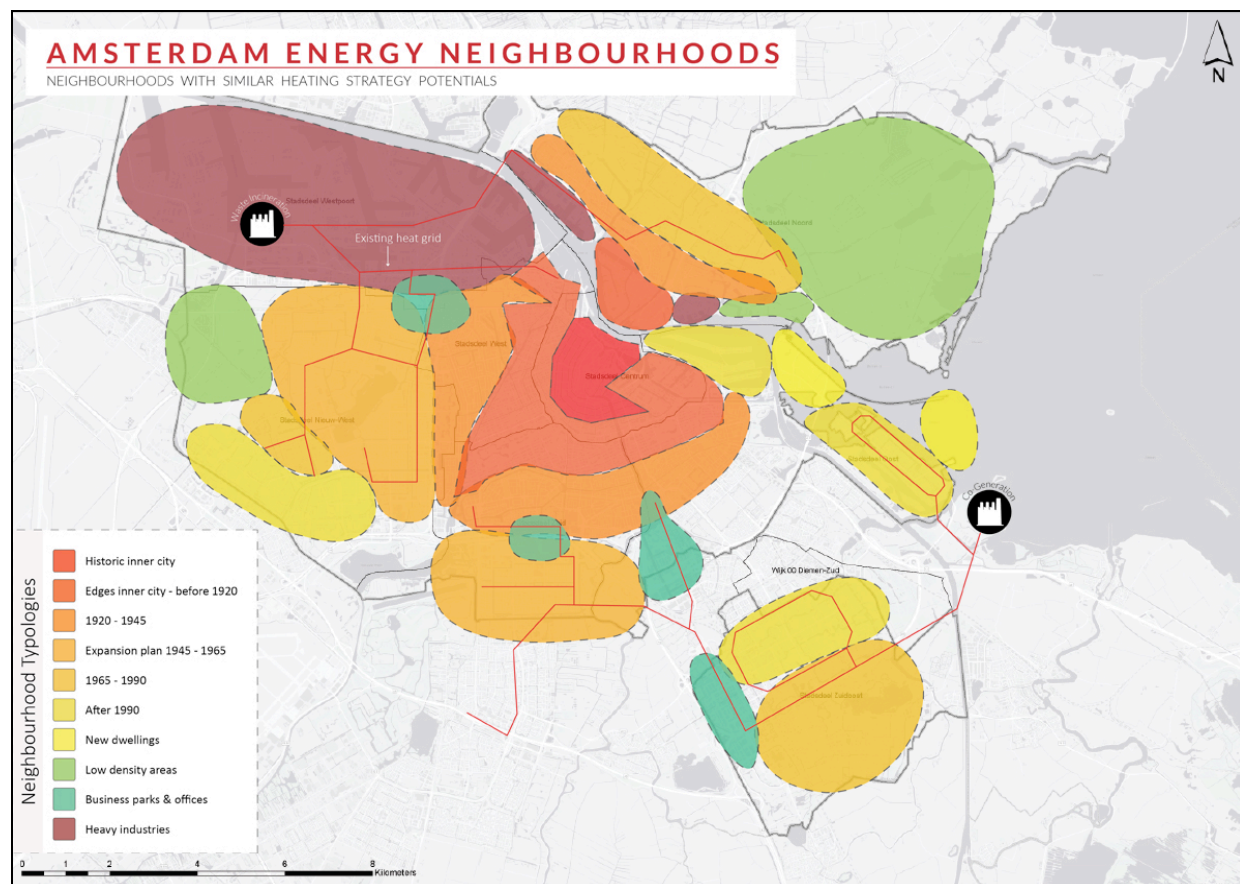 AMSTERDAM ENERGY NEIGHBOURHOODS
NEIGHBOURHOODS WITH SIMILAR HEATING STRATEGY POTENTIALS
N
Waste Incineration
Stadsdeel Westpoort
Existing heat grid
Stadsdeel Noord
Stadsdeel West
Stadsdeel Centrum
Stadsdeel Nieuw-West
Stadsdeel Oost
Co-Generation
Wijk 00 Diemen-Zuid
Stadsdeel Zuidoost
Neighbourhood Typologies
Historic inner city
Edges inner city - before 1920
1920 - 1945
Expansion plan 1945 - 1965
1965 - 1990
After 1990
New dwellings
Low density areas
Business parks & offices
Heavy industries
0 1 2 4 6 8
Kilometers